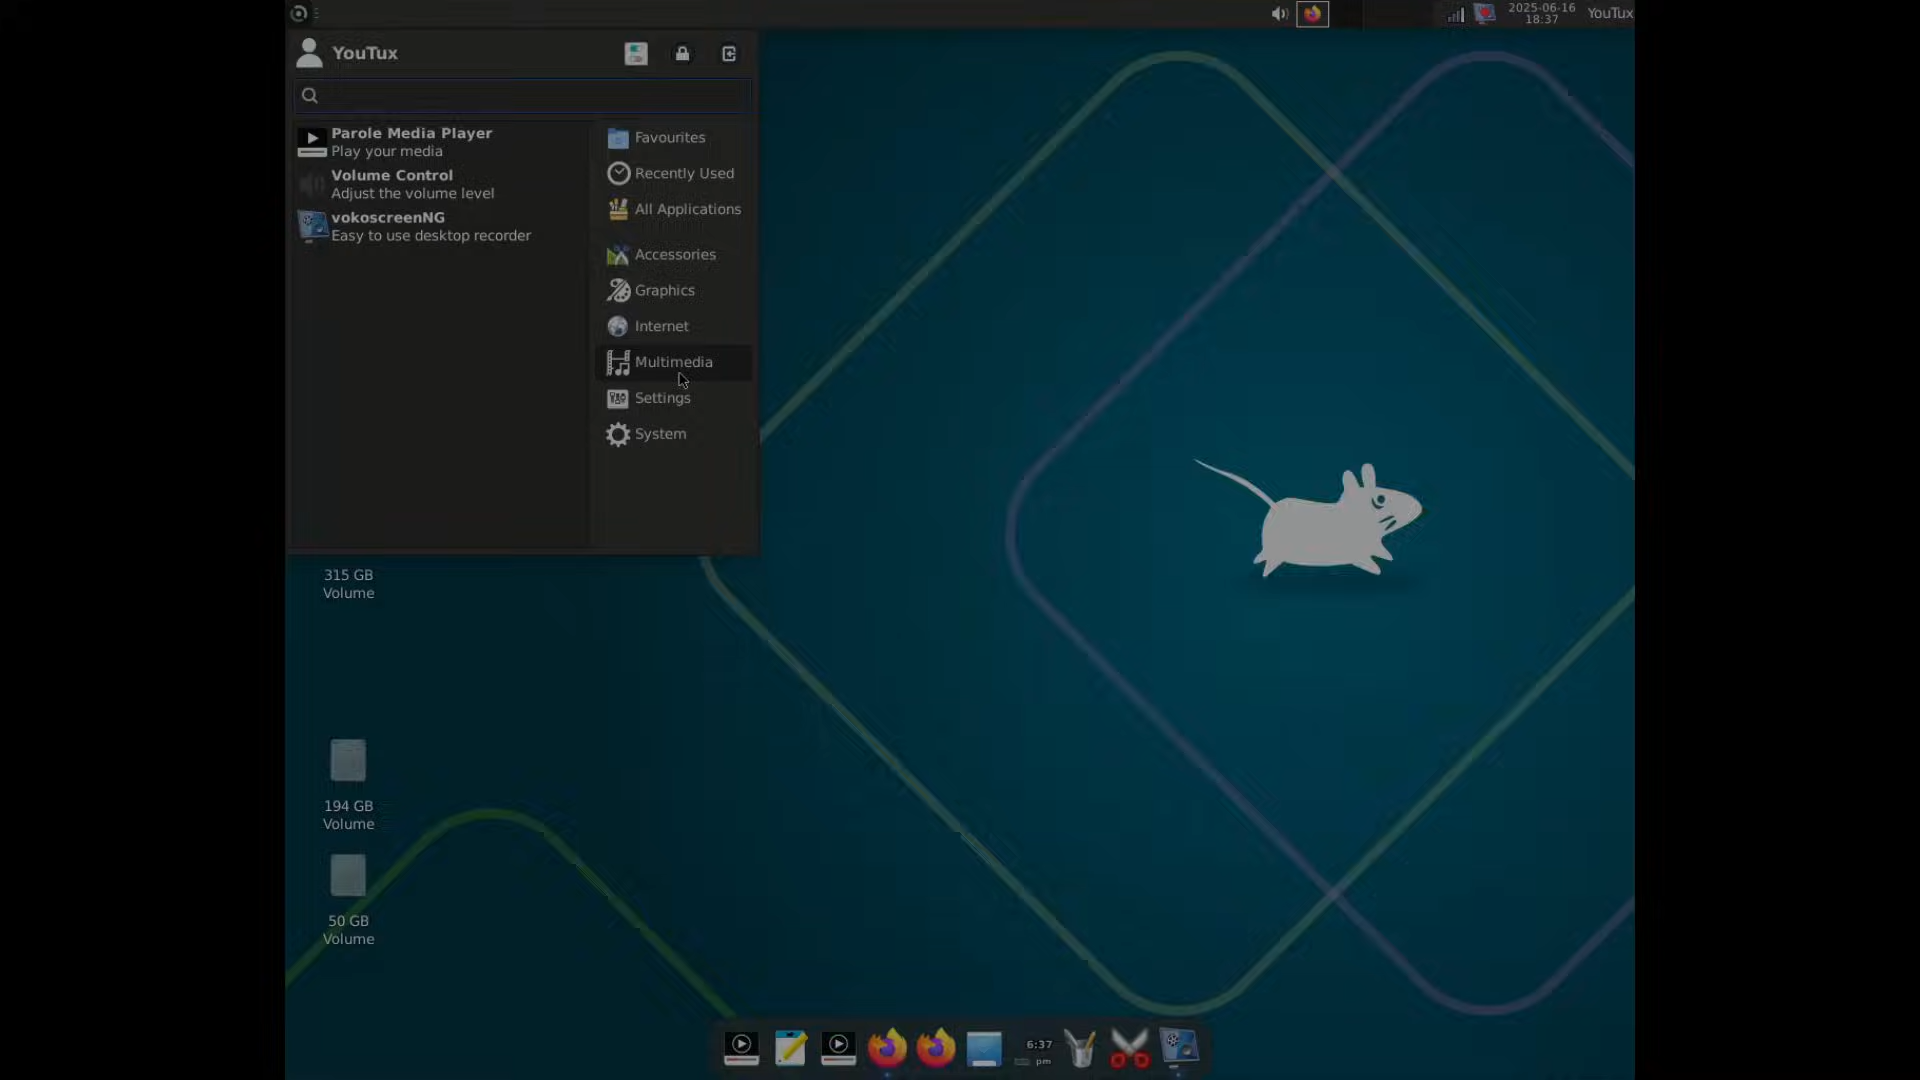 2025-06-16
18:37
YouTux
YouTux
Parole Media Player
Play your media
Volume Control
Adjust the volume level
vokoscreenNG
Easy to use desktop recorder
Favourites
Recently Used
All Applications
Accessories
Graphics
Internet
Multimedia
Settings
System
315 GB
Volume
194 GB
Volume
50 GB
Volume
6:37
pm